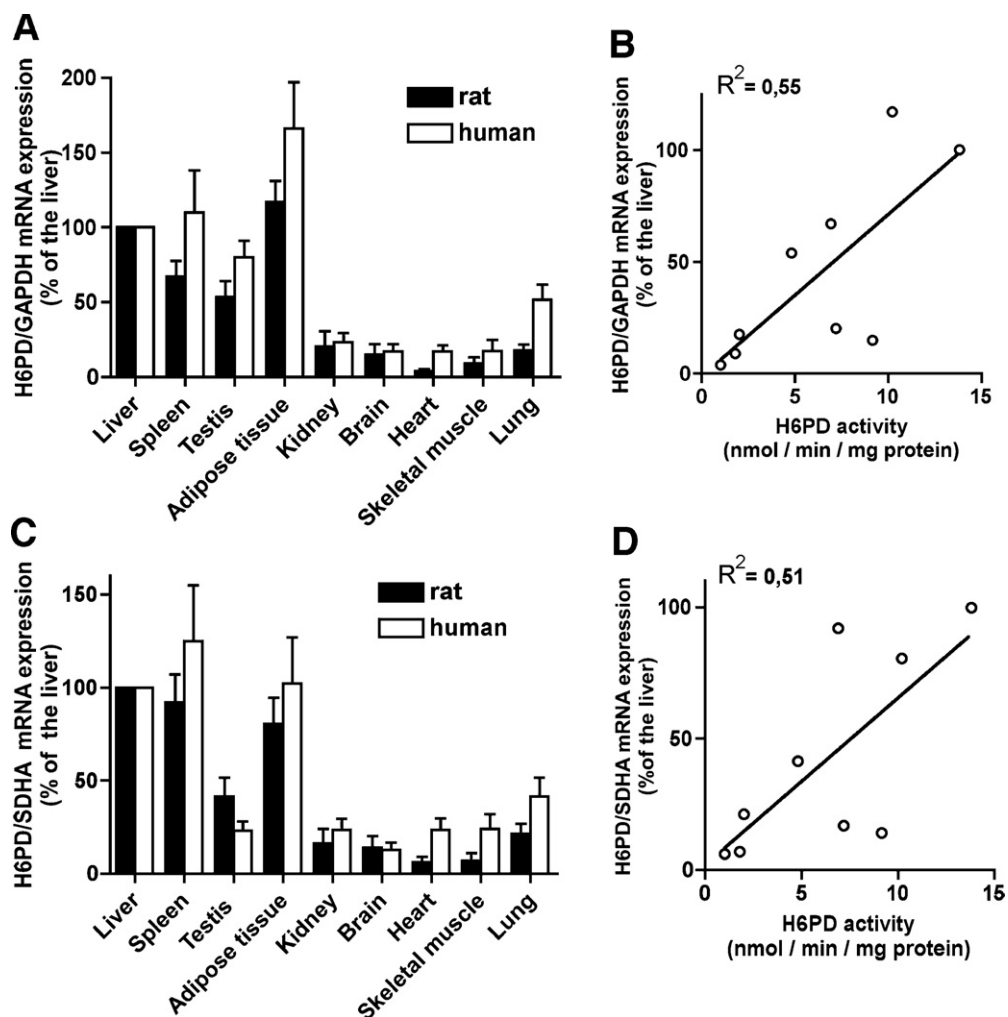 A
H6PD/GAPDH mRNA expression
(% of the liver)
200
150
100
50
0
rat
human
Liver
Spleen
Testis
Adipose tissue
Kidney
Brain
Heart
Skeletal muscle
Lung
B
R2= 0,55
H6PD/GAPDH mRNA expression
(% of the liver)
100
50
0
5
10
15
H6PD activity
(nmol / min / mg protein)
C
H6PD/SDHA mRNA expression
(% of the liver)
150
100
50
0
rat
human
Liver
Spleen
Testis
Adipose tissue
Kidney
Brain
Heart
Skeletal muscle
Lung
D
R2= 0,51
H6PD/SDHA mRNA expression
(%of the liver)
100
50
0
0
5
10
15
H6PD activity
(nmol / min / mg protein)